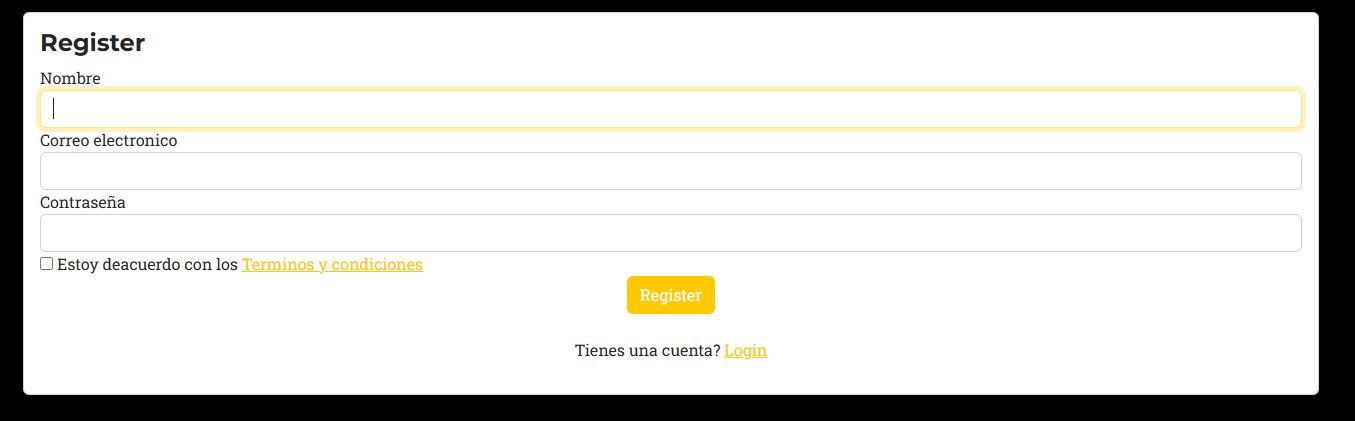 Register
Nombre
Correo electronico
Contraseña
Estoy deacuerdo con los Terminos y condiciones
Register
Tienes una cuenta? Login